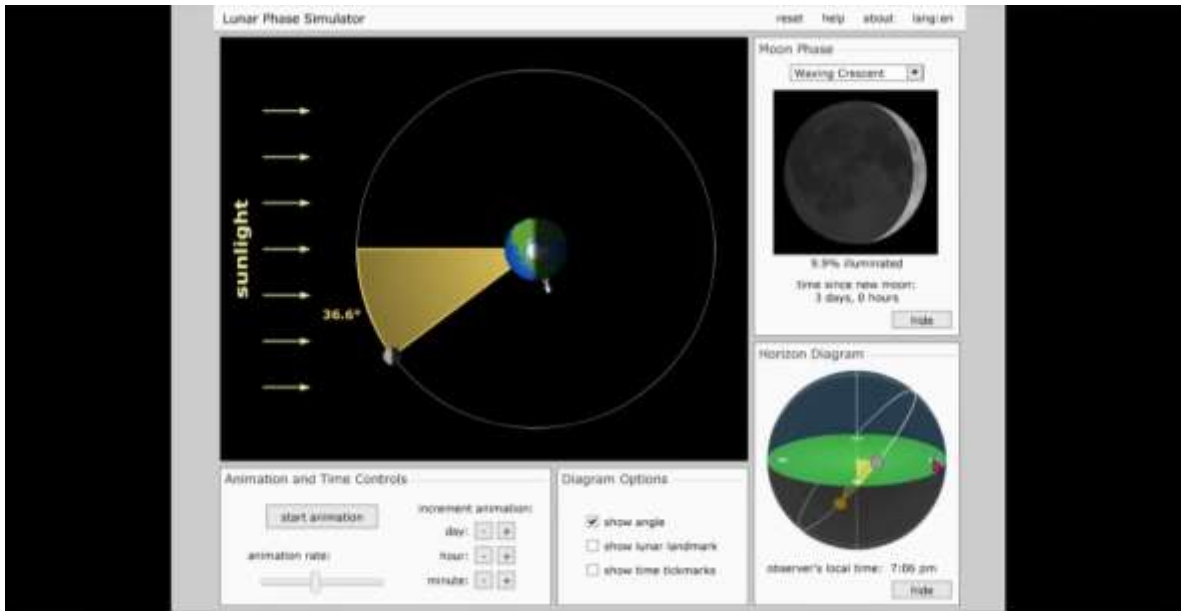 Lunar Phase Simulator
reset help about lang:en
sunlight
36.6°
Moon Phase
Waxing Crescent
9.9% illuminated
time since new moon:
3 days, 0 hours
hide
Horizon Diagram
observer's local time: 7:06 pm
hide
Animation and Time Controls
start animation
animation rate:
increment animation:
day: - +
hour: - +
minute: - +
Diagram Options
show angle
show lunar landmark
show time tickmarks